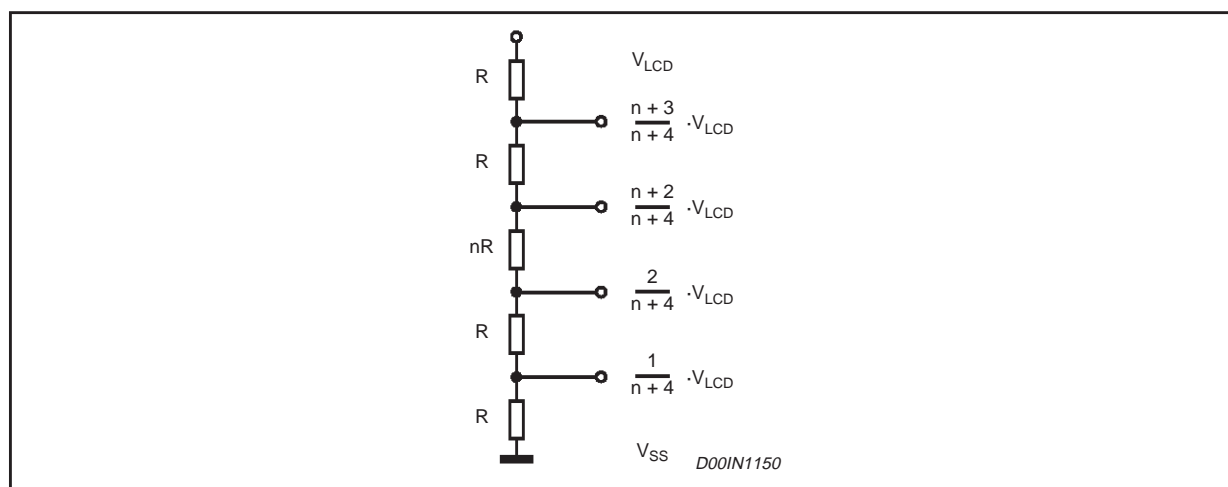 V_LCD
R
n + 3
n + 4 ·V_LCD
R
n + 2
n + 4 ·V_LCD
nR
2
n + 4 ·V_LCD
R
1
n + 4 ·V_LCD
R
V_SS
D00IN1150